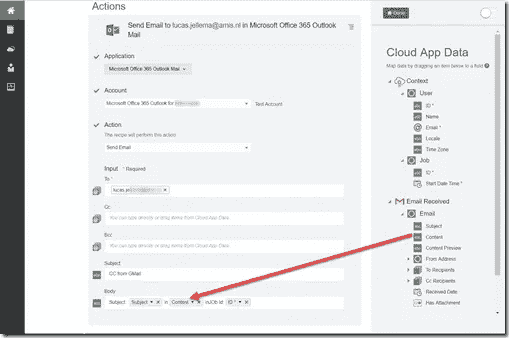 Actions
Send Email to lucas.jellema@amis.nl in Microsoft Office 365 Outlook Mail
Application
Microsoft Office 365 Outlook Mail
Account
Microsoft Office 365 Outlook for
Test Account
Action
The recipe will perform this action
Send Email
Input * Required
To *
lucas.jel
Cc
You can type directly or drag items from Cloud App Data
Bcc
You can type directly or drag items from Cloud App Data
Subject
CC from GMail
Body
Subject: Subject in Content in Job Id ID *
Cloud App Data
Map data by dragging an item below to a field
Context
User
ID *
Name
Email *
Locale
Time Zone
Job
ID *
Start Date Time *
Email Received
Email
Subject
Content
Content Preview
From Address
To Recipients
Cc Recipients
Received Date
Has Attachment